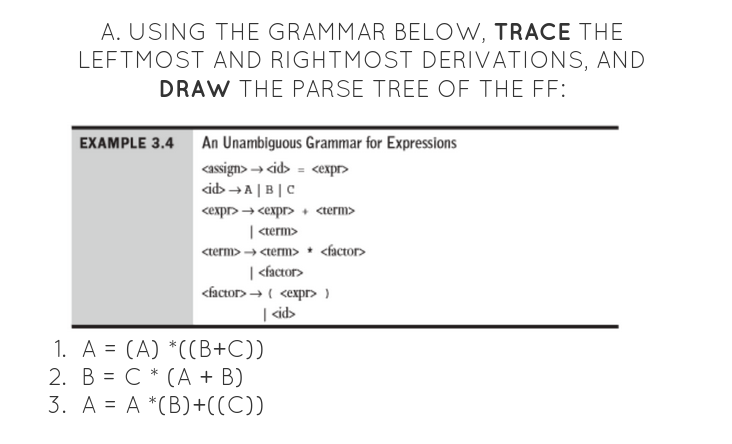 A. USING THE GRAMMAR BELOW, TRACE THE
LEFTMOST AND RIGHTMOST DERIVATIONS, AND
DRAW THE PARSE TREE OF THE FF:
EXAMPLE 3.4 An Unambiguous Grammar for Expressions
<assign> → <id> = <expr>
<id> → A | B | C
<expr> → <expr> + <term>
| <term>
<term> → <term> * <factor>
| <factor>
<factor> → ( <expr> )
| <id>
1. A = (A) *((B+C))
2. B = C * (A + B)
3. A = A *(B)+((C))